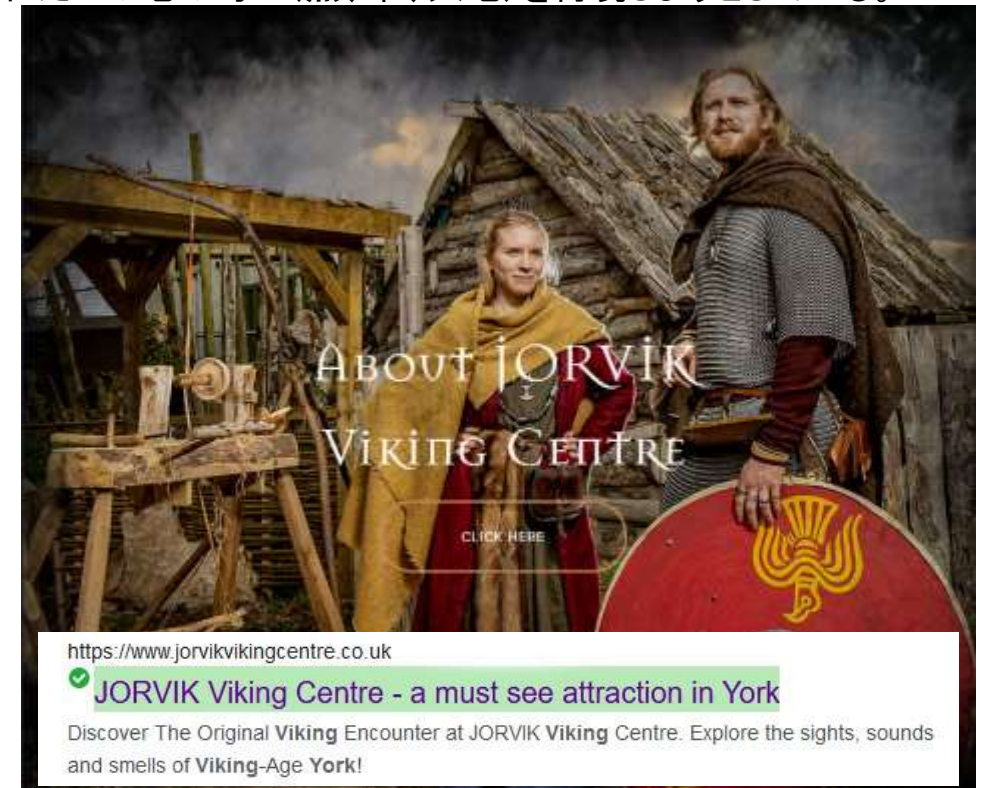 About JORVIK
Viking Centre
CLICK HERE
https://www.jorvikvikingcentre.co.uk
JORVIK Viking Centre - a must see attraction in York
Discover The Original Viking Encounter at JORVIK Viking Centre. Explore the sights, sounds
and smells of Viking-Age York!